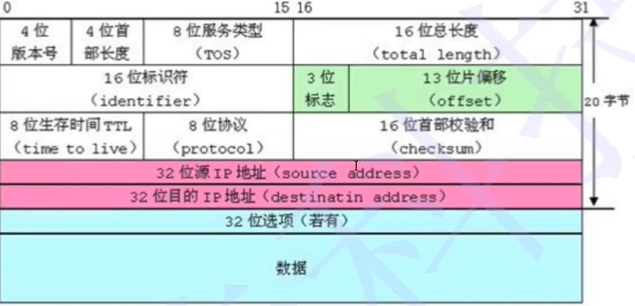 0 15 16 31
4 位 4 位首 8 位服务类型 16 位总长度
版本号 部长度 (TOS) (total length)
16 位标识符 3 位 13 位片偏移
(identifier) 标志 (offset) 20 字节
8 位生存时间 TTL 8 位协议 16 位首部校验和
(time to live) (protocol) (checksum)
32 位源 IP 地址 (source address)
32 位目的 IP 地址 (destinatin address)
32 位选项 (若有)
数据